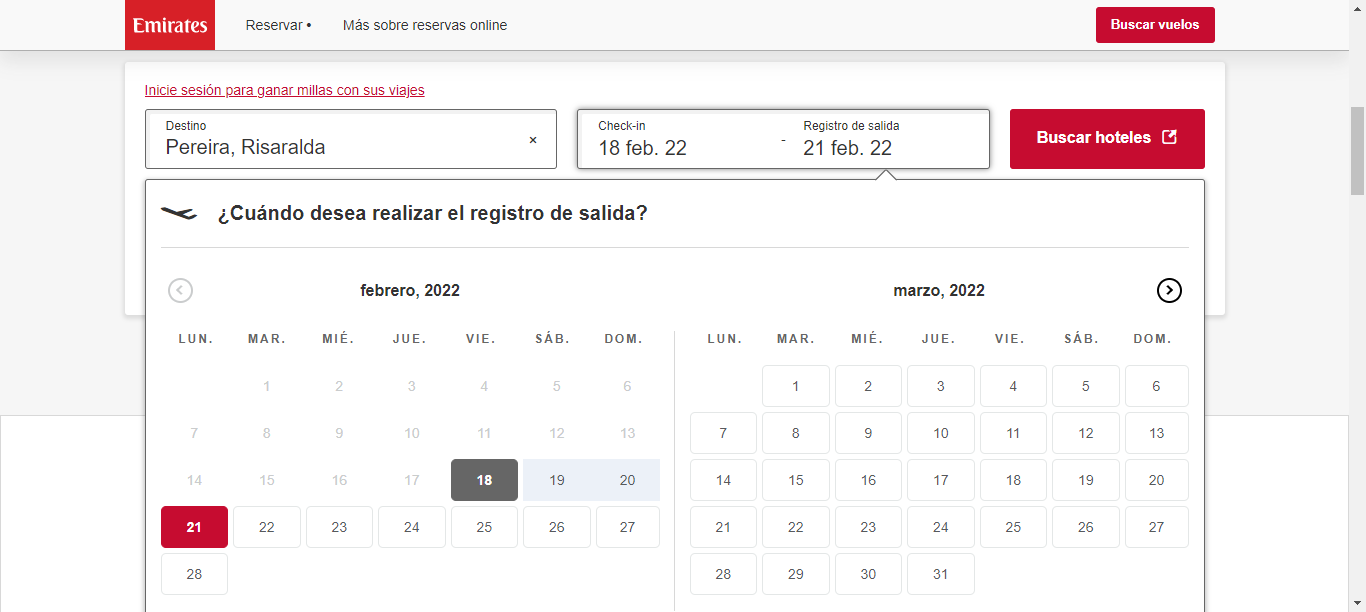 Emirates Reservar • Más sobre reservas online Buscar vuelos
Inicie sesión para ganar millas con sus viajes
Destino
Pereira, Risaralda ×
Check-in Registro de salida
18 feb. 22 - 21 feb. 22
Buscar hoteles
¿Cuándo desea realizar el registro de salida?
febrero, 2022
LUN. MAR. MIÉ. JUE. VIE. SÁB. DOM.
1 2 3 4 5 6
7 8 9 10 11 12 13
14 15 16 17 18 19 20
21 22 23 24 25 26 27
28
marzo, 2022
LUN. MAR. MIÉ. JUE. VIE. SÁB. DOM.
1 2 3 4 5 6
7 8 9 10 11 12 13
14 15 16 17 18 19 20
21 22 23 24 25 26 27
28 29 30 31